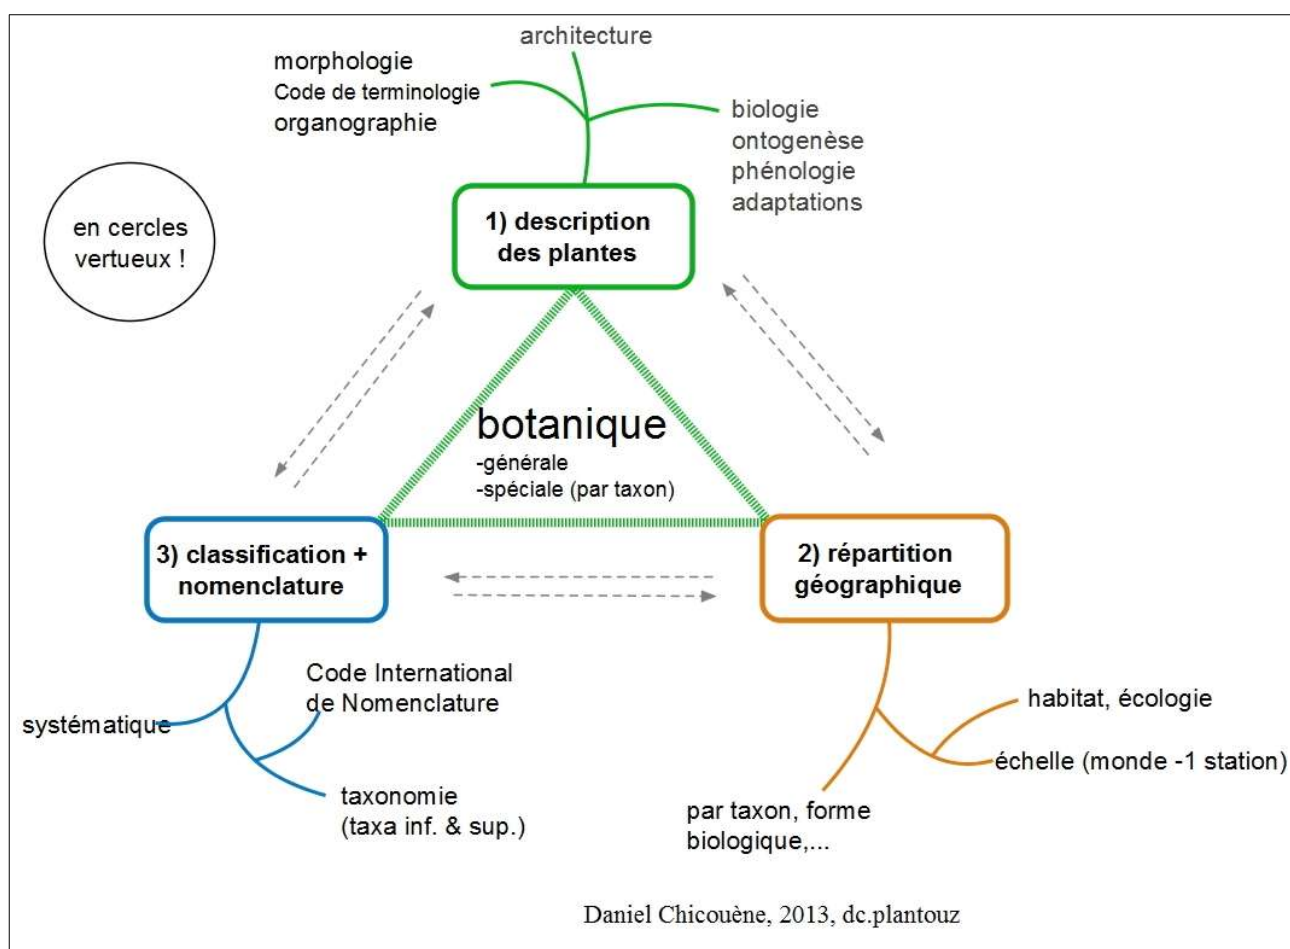 architecture
morphologie
Code de terminologie
organographie
biologie
ontogenèse
phénologie
adaptations
en cercles
vertueux !
1) description
des plantes
botanique
-générale
-spéciale (par taxon)
3) classification +
nomenclature
2) répartition
géographique
Code International
de Nomenclature
systématique
taxonomie
(taxa inf. & sup.)
habitat, écologie
échelle (monde -1 station)
par taxon, forme
biologique,...
Daniel Chicouène, 2013, dc.plantouz